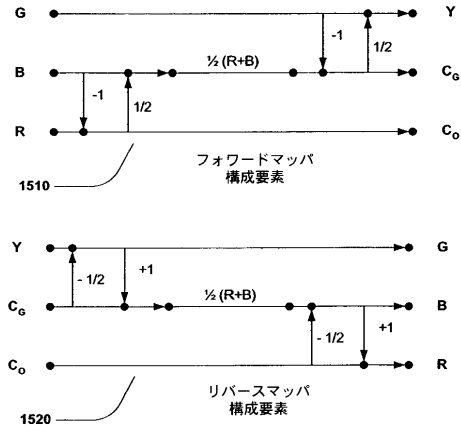 G Y
-1 1/2
B ½ (R+B) C_G
-1 1/2
R C_O
フォワードマッパ
構成要素
1510
Y G
- 1/2 +1
C_G ½ (R+B) B
- 1/2 +1
C_O R
リバースマッパ
構成要素
1520